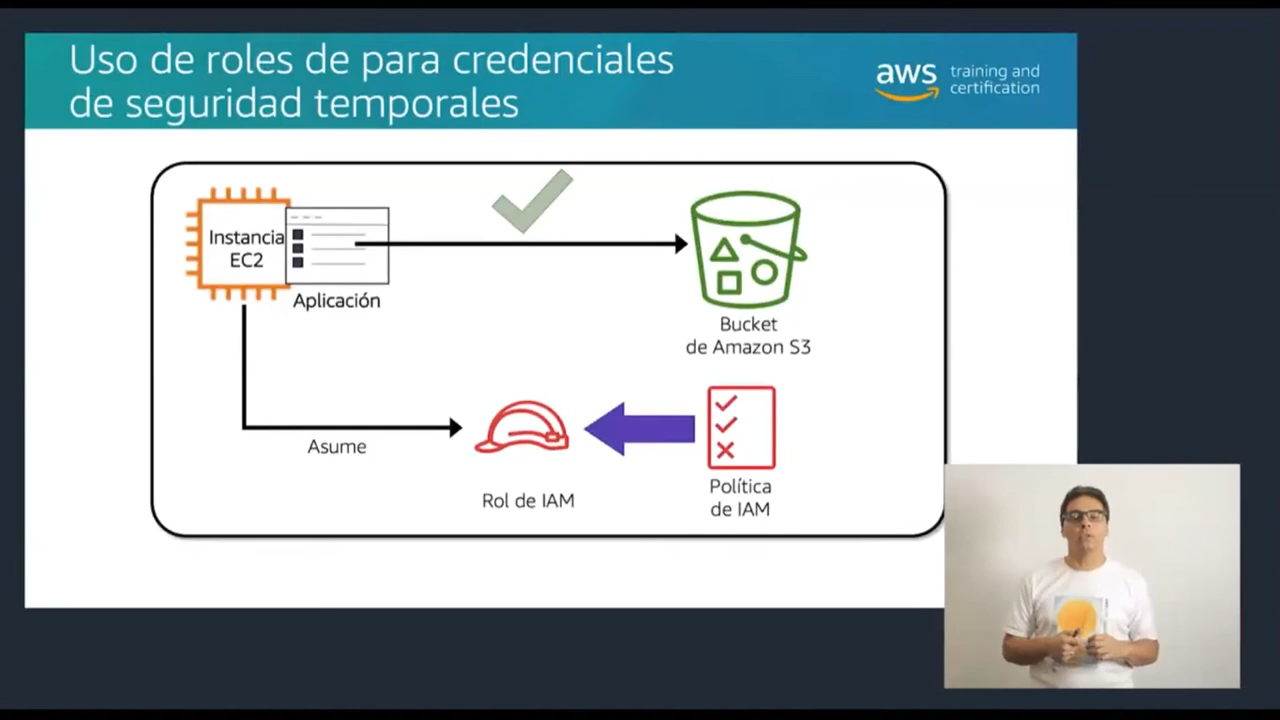 Uso de roles de para credenciales
de seguridad temporales
aws
training and
certification
Instancia
EC2
Aplicación
Bucket
de Amazon S3
Asume
Rol de IAM
Política
de IAM